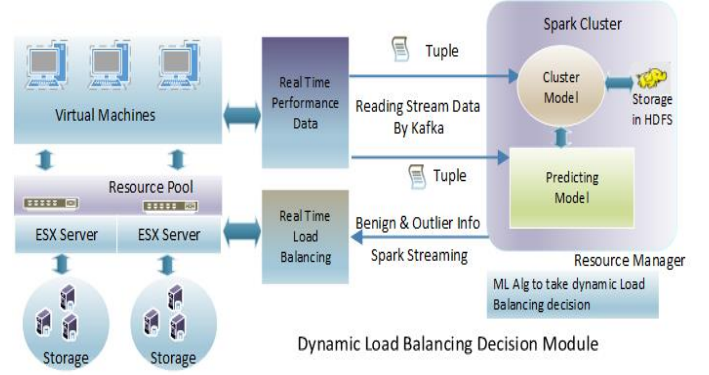 Spark Cluster
Tuple
Cluster
Model
Storage
in HDFS
Real Time
Performance
Data
Virtual Machines
Reading Stream Data
By Kafka
Tuple
Predicting
Model
Resource Pool
ESX Server
ESX Server
Real Time
Load
Balancing
Benign & Outlier Info
Spark Streaming
Resource Manager
ML Alg to take dynamic Load
Balancing decision
Storage
Storage
Dynamic Load Balancing Decision Module